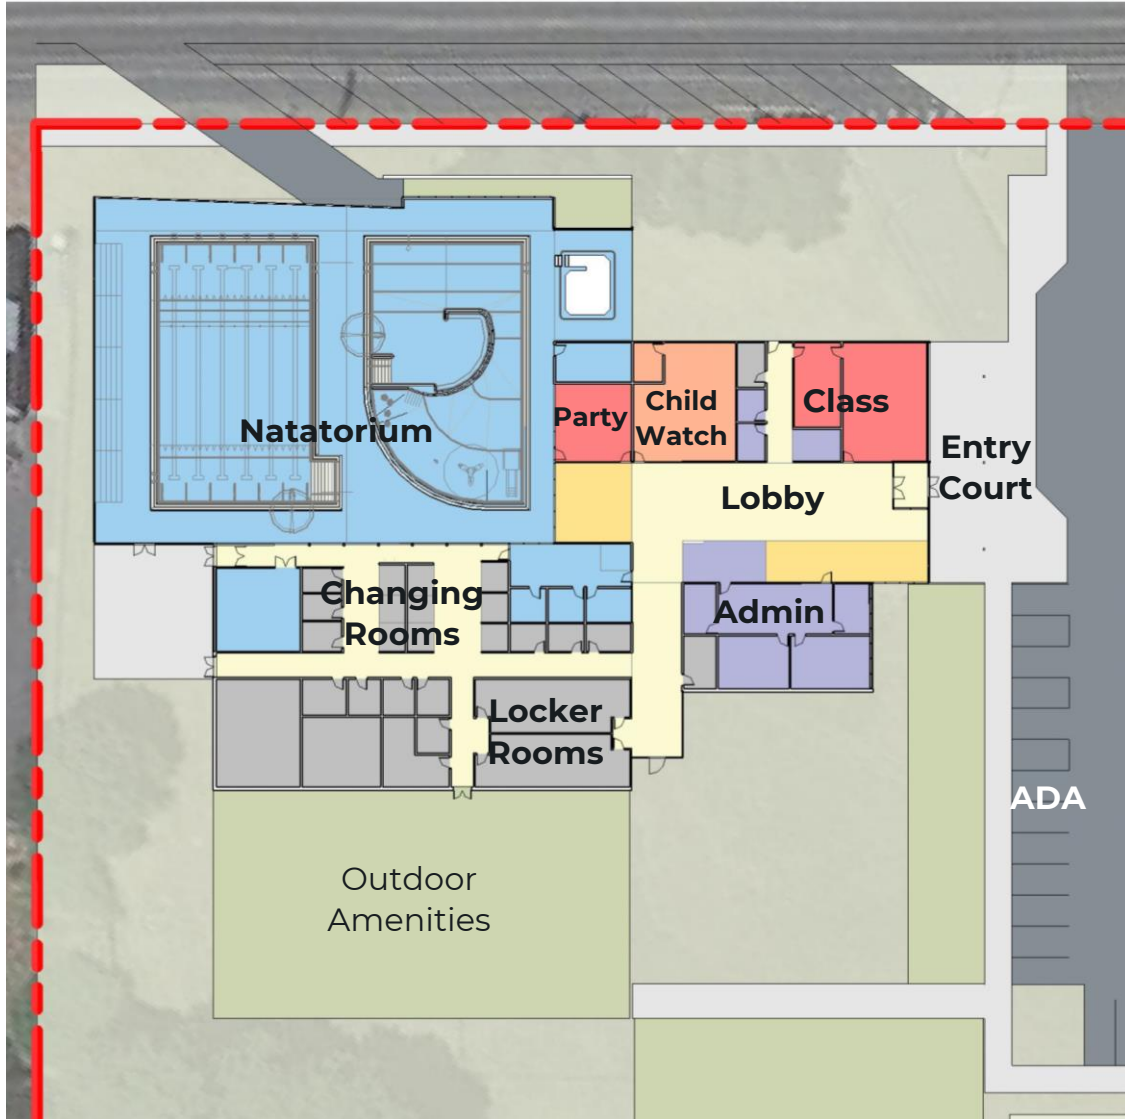 Natatorium
Party
Child
Watch
Class
Entry
Court
Lobby
Changing
Rooms
Admin
Locker
Rooms
ADA
Outdoor
Amenities